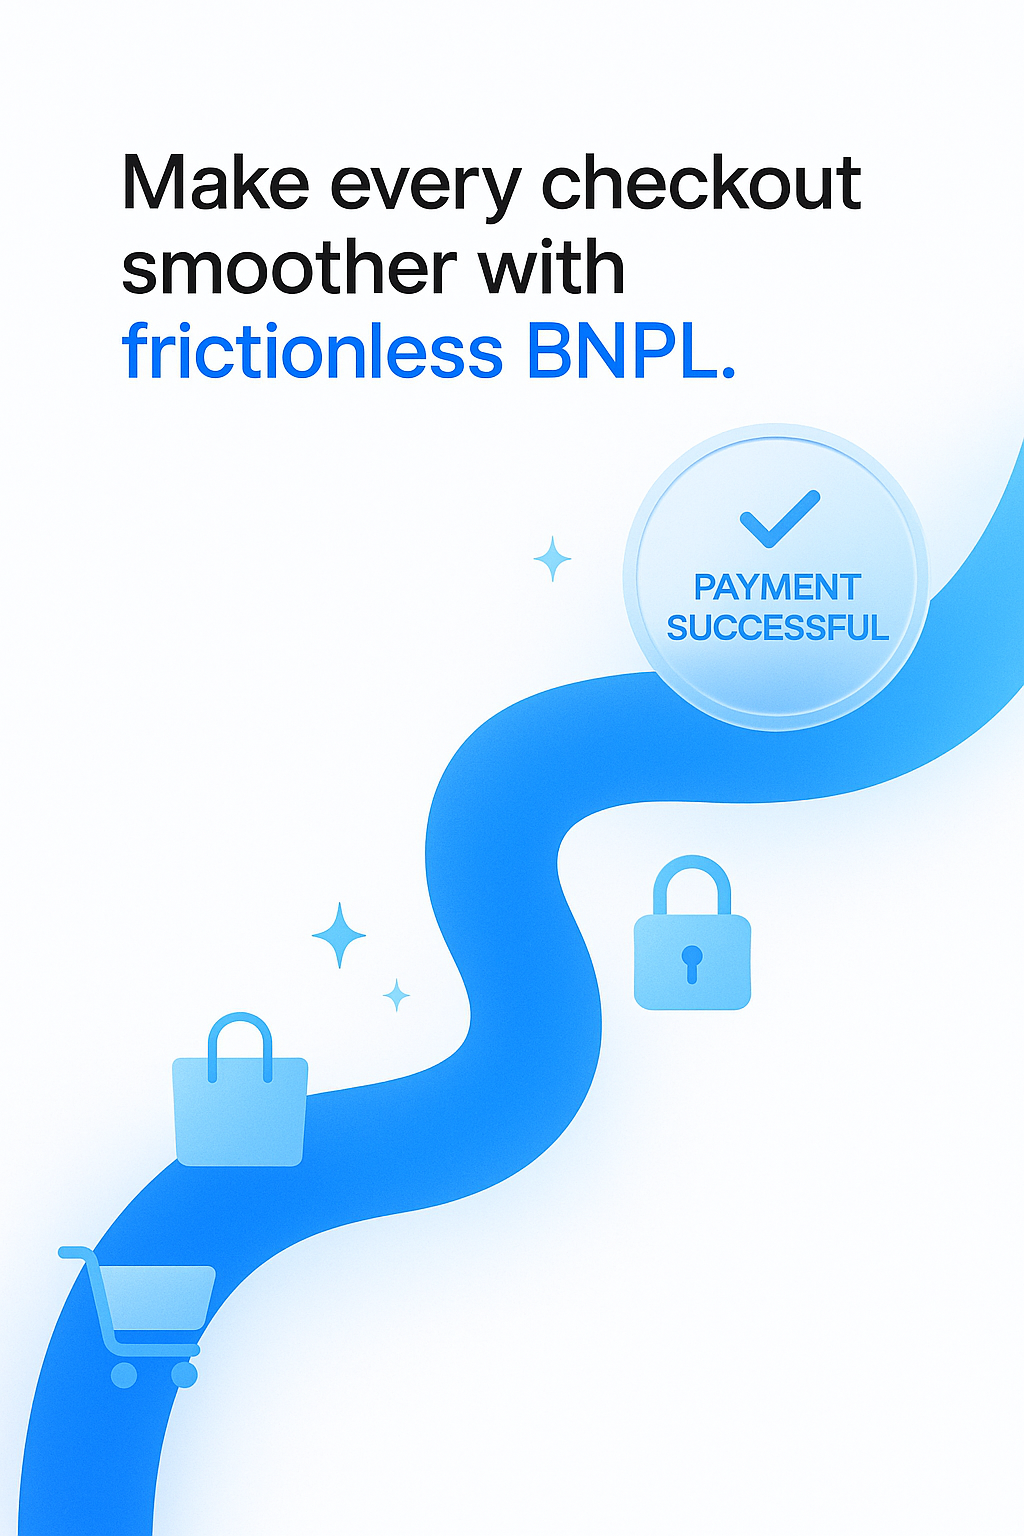 Make every checkout
smoother with
frictionless BNPL.
PAYMENT
SUCCESSFUL